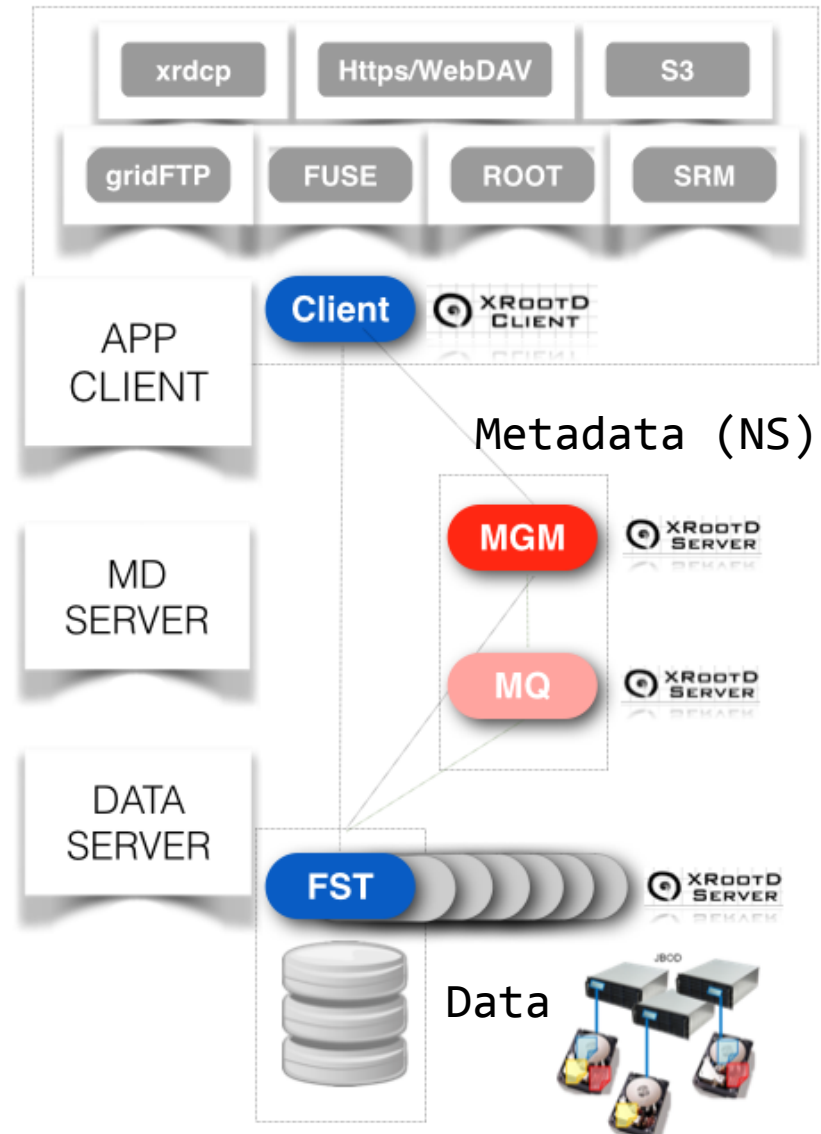 xrdcp
Https/WebDAV
S3
gridFTP
FUSE
ROOT
SRM
APP
CLIENT
Client
XROOTD
CLIENT
Metadata (NS)
MD
SERVER
MGM
XROOTD
SERVER
MQ
XROOTD
SERVER
DATA
SERVER
FST
XROOTD
SERVER
Data
JBOD